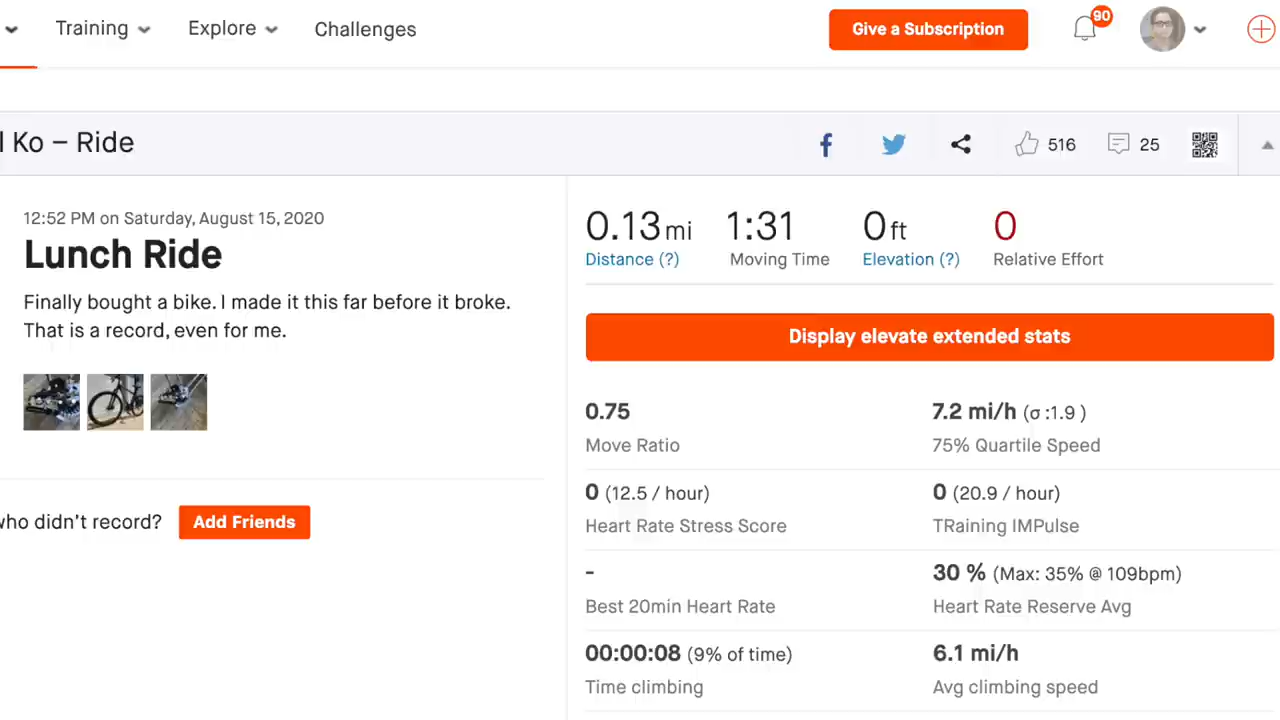 Training Explore Challenges Give a Subscription 90
l Ko – Ride 516 25
12:52 PM on Saturday, August 15, 2020
Lunch Ride
Finally bought a bike. I made it this far before it broke.
That is a record, even for me.
who didn't record? Add Friends
0.13 mi 1:31 0 ft 0
Distance (?) Moving Time Elevation (?) Relative Effort
Display elevate extended stats
0.75 7.2 mi/h (σ :1.9 )
Move Ratio 75% Quartile Speed
0 (12.5 / hour) 0 (20.9 / hour)
Heart Rate Stress Score TRaining IMPulse
- 30 % (Max: 35% @ 109bpm)
Best 20min Heart Rate Heart Rate Reserve Avg
00:00:08 (9% of time) 6.1 mi/h
Time climbing Avg climbing speed